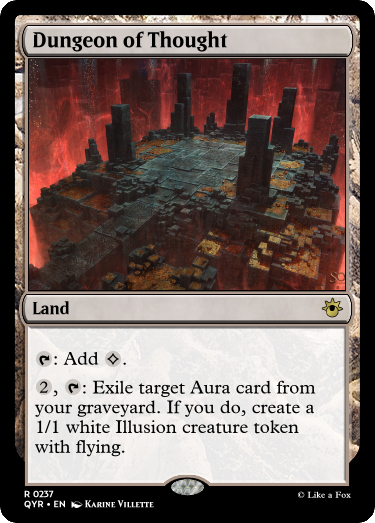 Dungeon of Thought
Land
: Add .
2, : Exile target Aura card from
your graveyard. If you do, create a
1/1 white Illusion creature token
with flying.
R 0237
QYR • EN Karine Villette
© Like a Fox